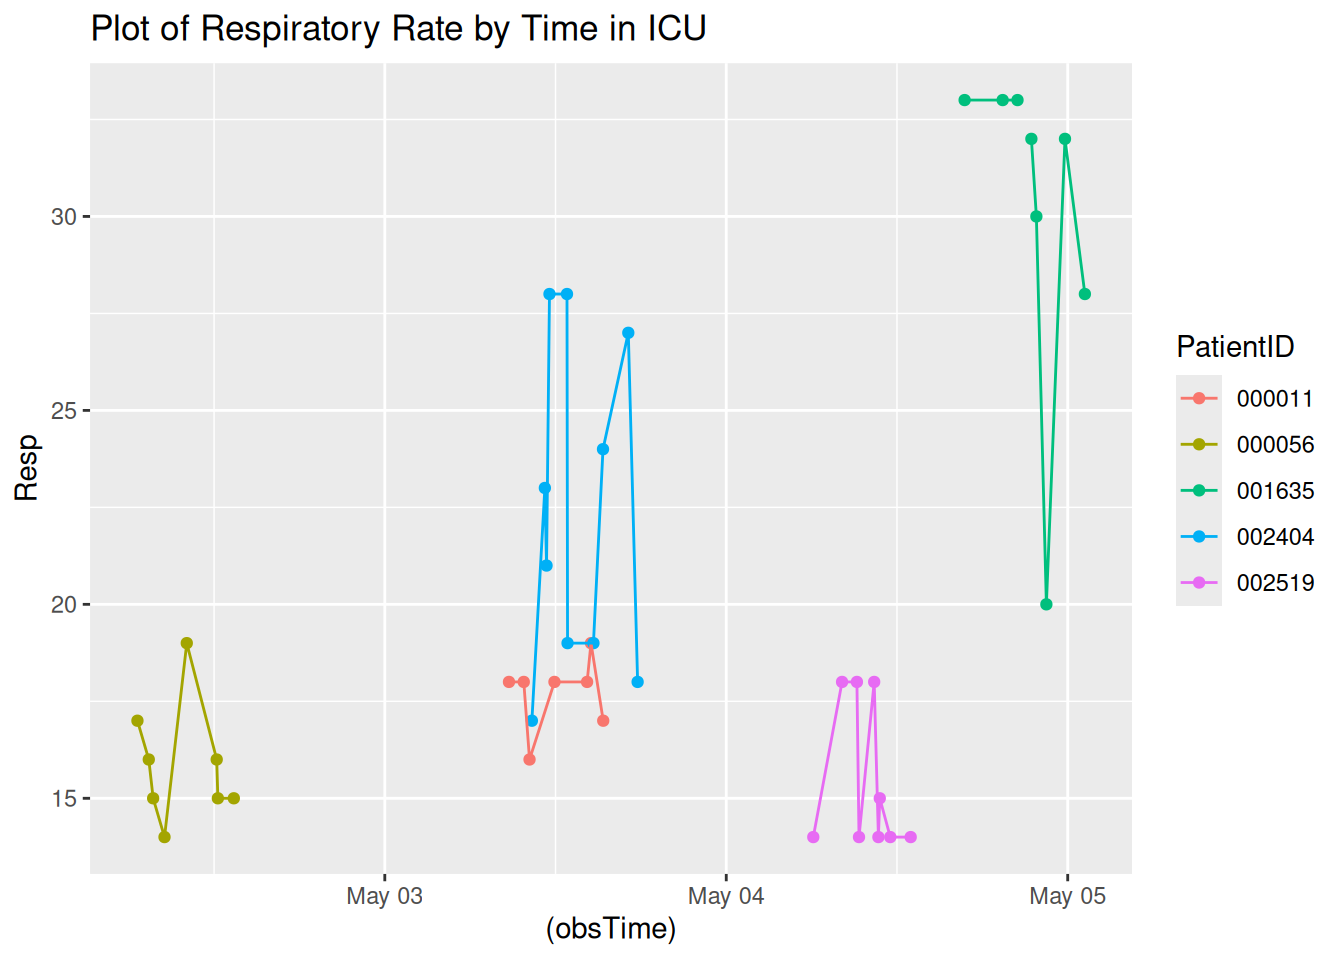 Plot of Respiratory Rate by Time in ICU
Resp
30
25
20
15
May 03
May 04
May 05
(obsTime)
PatientID
000011
000056
001635
002404
002519